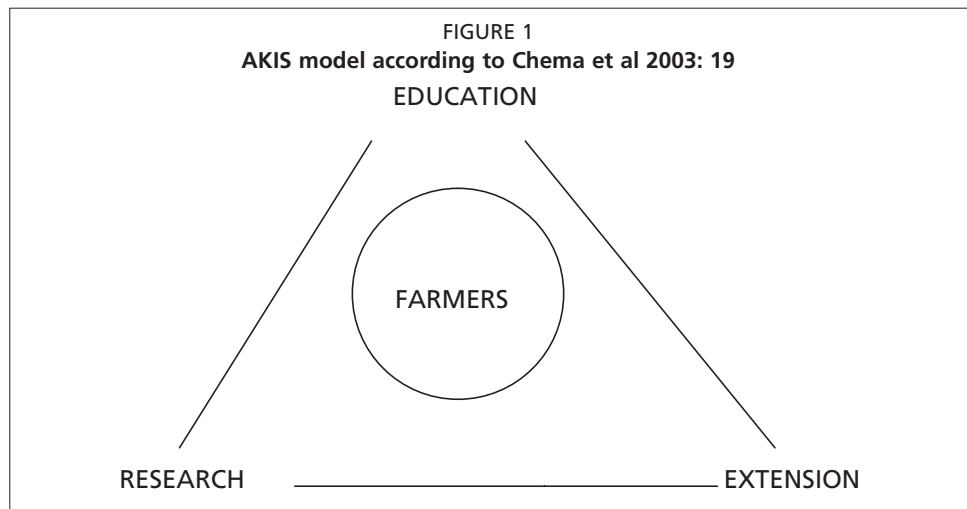 FIGURE 1
AKIS model according to Chema et al 2003: 19
EDUCATION
FARMERS
RESEARCH
EXTENSION